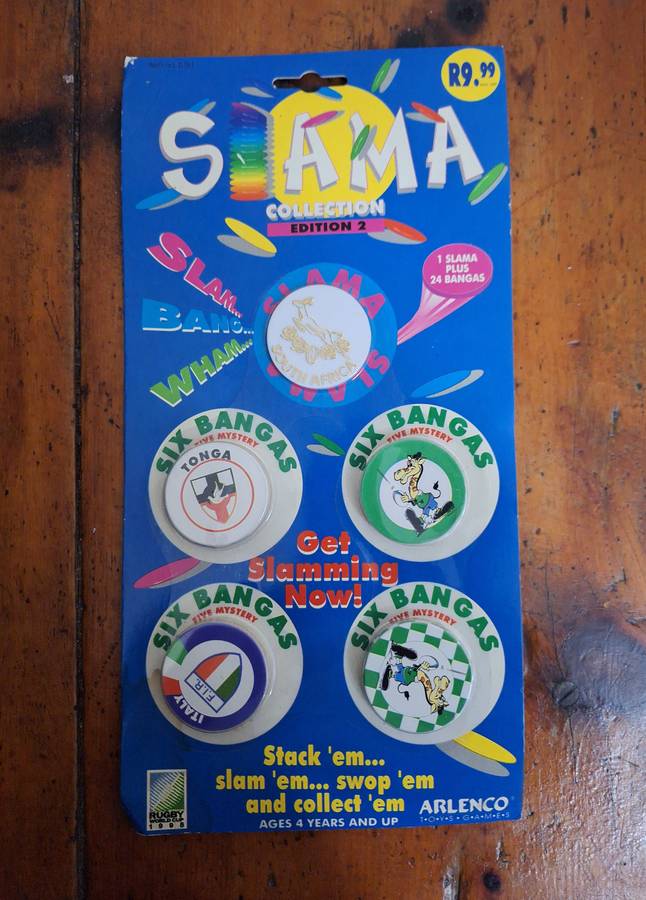 R9.99
SLAMA
COLLECTION
EDITION 2
SLAM...
BANG...
WHAM...
1 SLAMA
PLUS
24 BANGAS
SLAMA
SOUTH AFRICA
SLAMA
SIX BANGAS
FIVE MYSTERY
TONGA
SIX BANGAS
FIVE MYSTERY
Get
Slamming
Now!
SIX BANGAS
FIVE MYSTERY
F.I.R.
ITALY
SIX BANGAS
FIVE MYSTERY
Stack 'em...
slam 'em... swop 'em
and collect 'em
AGES 4 YEARS AND UP
ARLENCO
T•O•Y•S • G•A•M•E•S
RUGBY
WORLD CUP
1995